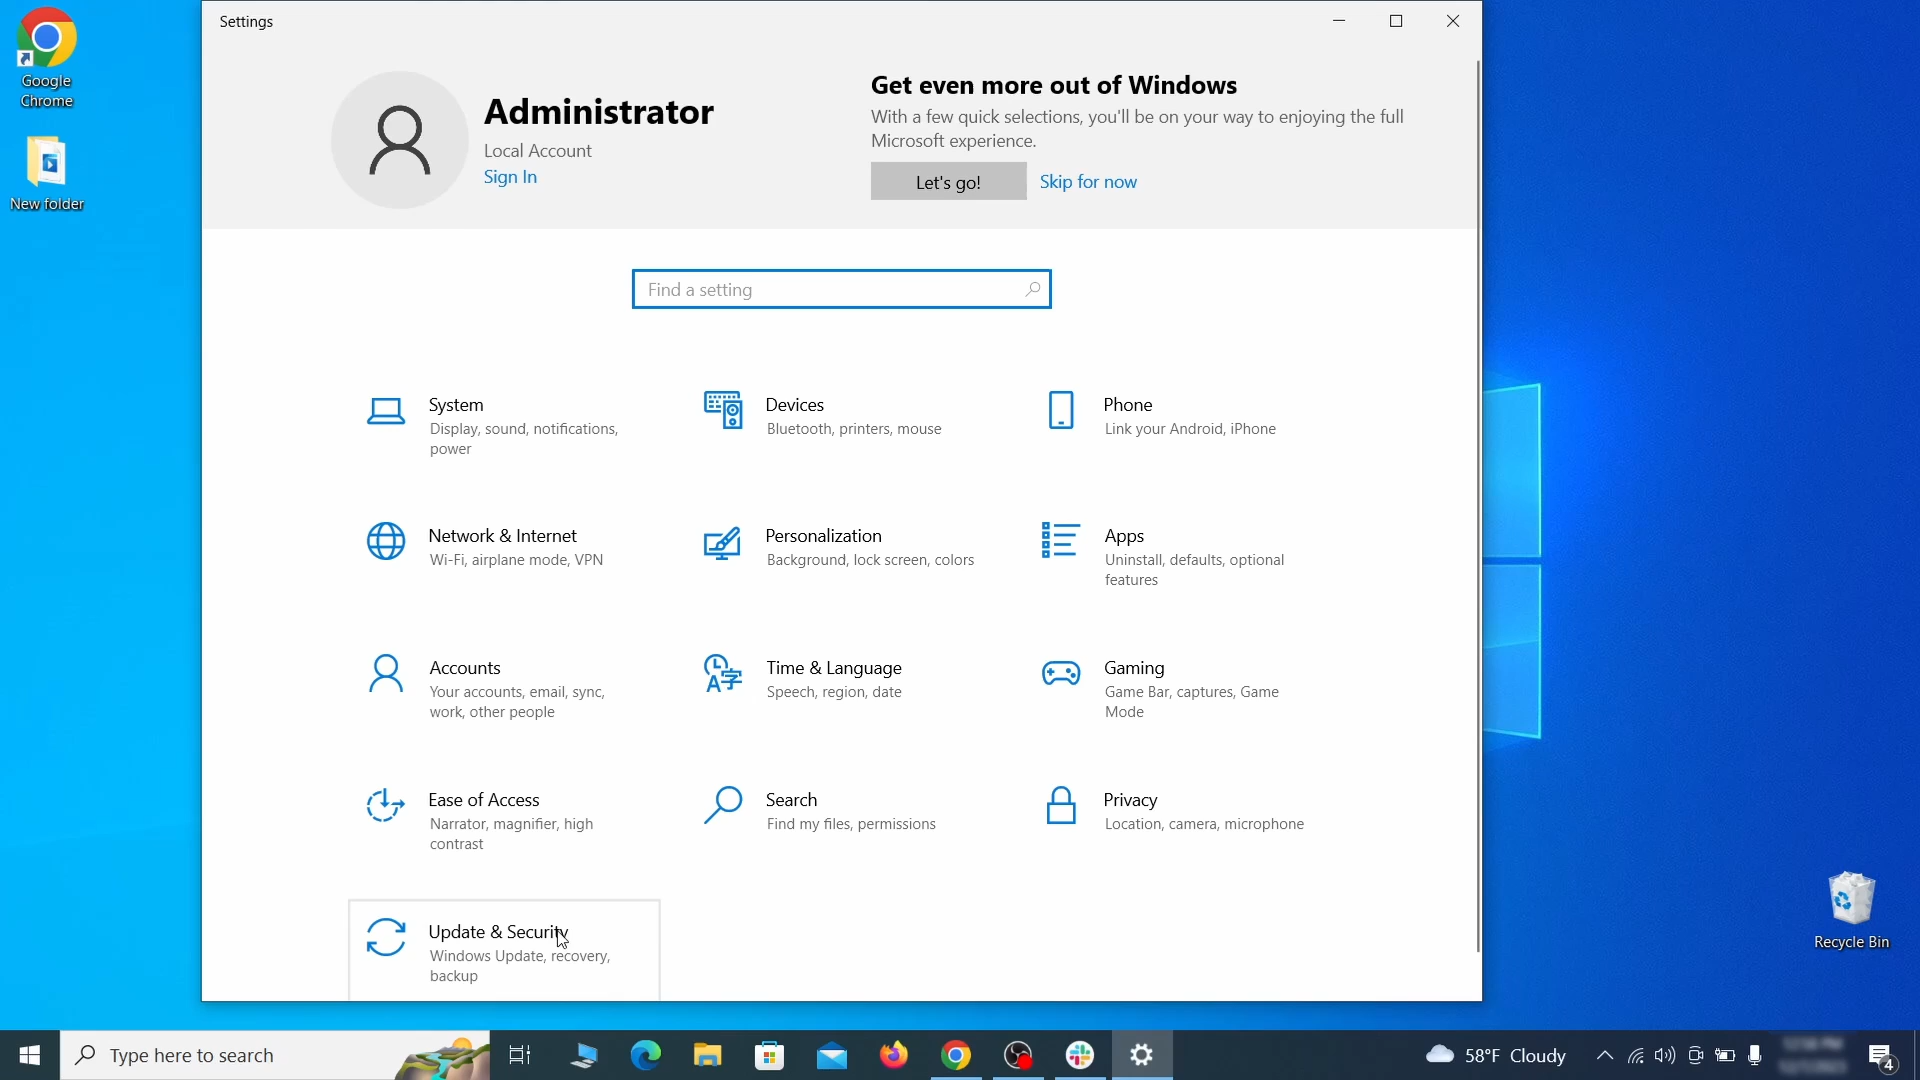 Google
Chrome
New folder
Settings
Administrator
Local Account
Sign In
Get even more out of Windows
With a few quick selections, you'll be on your way to enjoying the full
Microsoft experience.
Let's go!
Skip for now
Find a setting
System
Display, sound, notifications,
power
Devices
Bluetooth, printers, mouse
Phone
Link your Android, iPhone
Network & Internet
Wi-Fi, airplane mode, VPN
Personalization
Background, lock screen, colors
Apps
Uninstall, defaults, optional
features
Accounts
Your accounts, email, sync,
work, other people
Time & Language
Speech, region, date
Gaming
Game Bar, captures, Game
Mode
Ease of Access
Narrator, magnifier, high
contrast
Search
Find my files, permissions
Privacy
Location, camera, microphone
Update & Security
Windows Update, recovery,
backup
Recycle Bin
Type here to search
58°F Cloudy
4